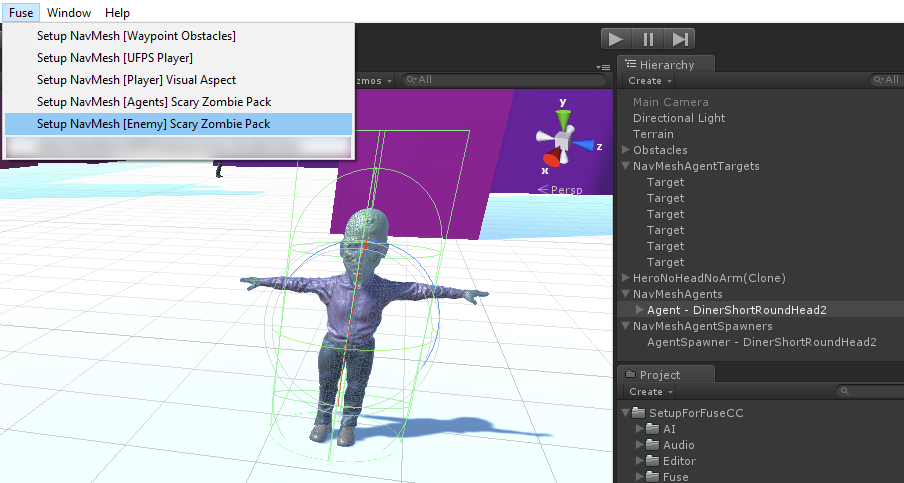 Fuse Window Help
Setup NavMesh [Waypoint Obstacles]
Setup NavMesh [UFPS Player]
Setup NavMesh [Player] Visual Aspect
Setup NavMesh [Agents] Scary Zombie Pack
Setup NavMesh [Enemy] Scary Zombie Pack
zmos All
y
z
x
Persp
Hierarchy
Create All
Main Camera
Directional Light
Terrain
Obstacles
NavMeshAgentTargets
Target
Target
Target
Target
Target
Target
HeroNoHeadNoArm(Clone)
NavMeshAgents
Agent - DinerShortRoundHead2
NavMeshAgentSpawners
AgentSpawner - DinerShortRoundHead2
Project
Create
SetupForFuseCC
AI
Audio
Editor
Fuse